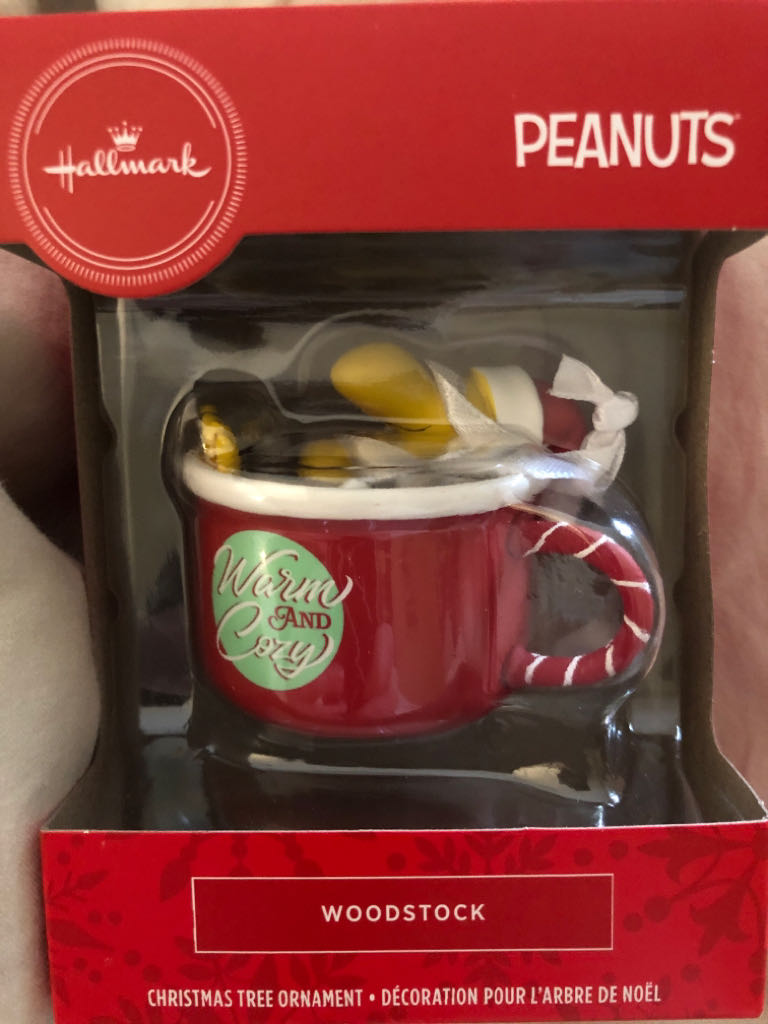 Hallmark
PEANUTS
Warm
AND
Cozy
WOODSTOCK
CHRISTMAS TREE ORNAMENT • DÉCORATION POUR L'ARBRE DE NOËL